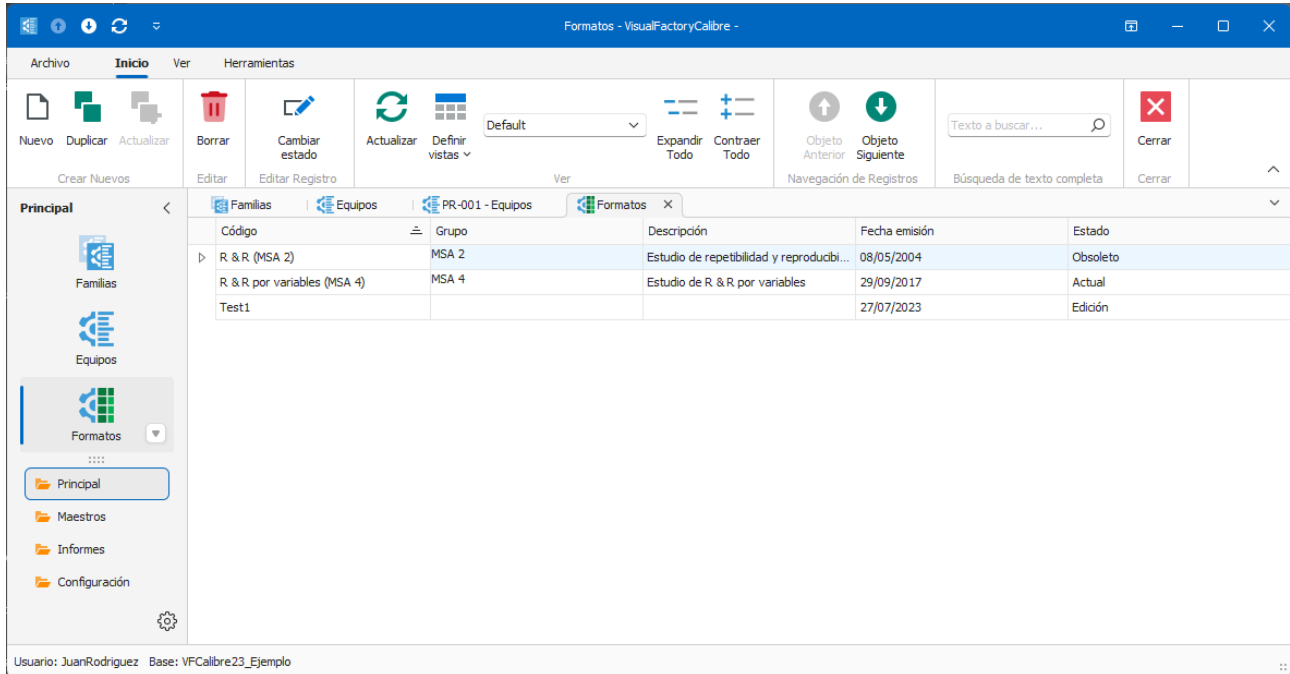 Formatos - VisualFactoryCalibre -
Archivo Inicio Ver Herramientas
Nuevo Duplicar Actualizar Borrar Cambiar estado Actualizar Definir vistas Default Expandir Todo Contraer Todo Objeto Anterior Objeto Siguiente Texto a buscar... Cerrar
Crear Nuevos Editar Editar Registro Ver Navegación de Registros Búsqueda de texto completa Cerrar
Principal
Familias Equipos PR-001 - Equipos Formatos
Código Grupo Descripción Fecha emisión Estado
R & R (MSA 2) MSA 2 Estudio de repetibilidad y reproducibi... 08/05/2004 Obsoleto
R & R por variables (MSA 4) MSA 4 Estudio de R & R por variables 29/09/2017 Actual
Test1 27/07/2023 Edición
Familias
Equipos
Formatos
Principal
Maestros
Informes
Configuración
Usuario: JuanRodriguez Base: VFCalibre23_Ejemplo